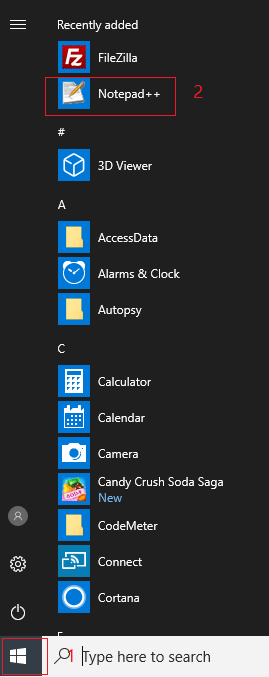 Recently added
FileZilla
Notepad++ 2
#
3D Viewer
A
AccessData
Alarms & Clock
Autopsy
C
Calculator
Calendar
Camera
Candy Crush Soda Saga
New
CodeMeter
Connect
Cortana
1 Type here to search